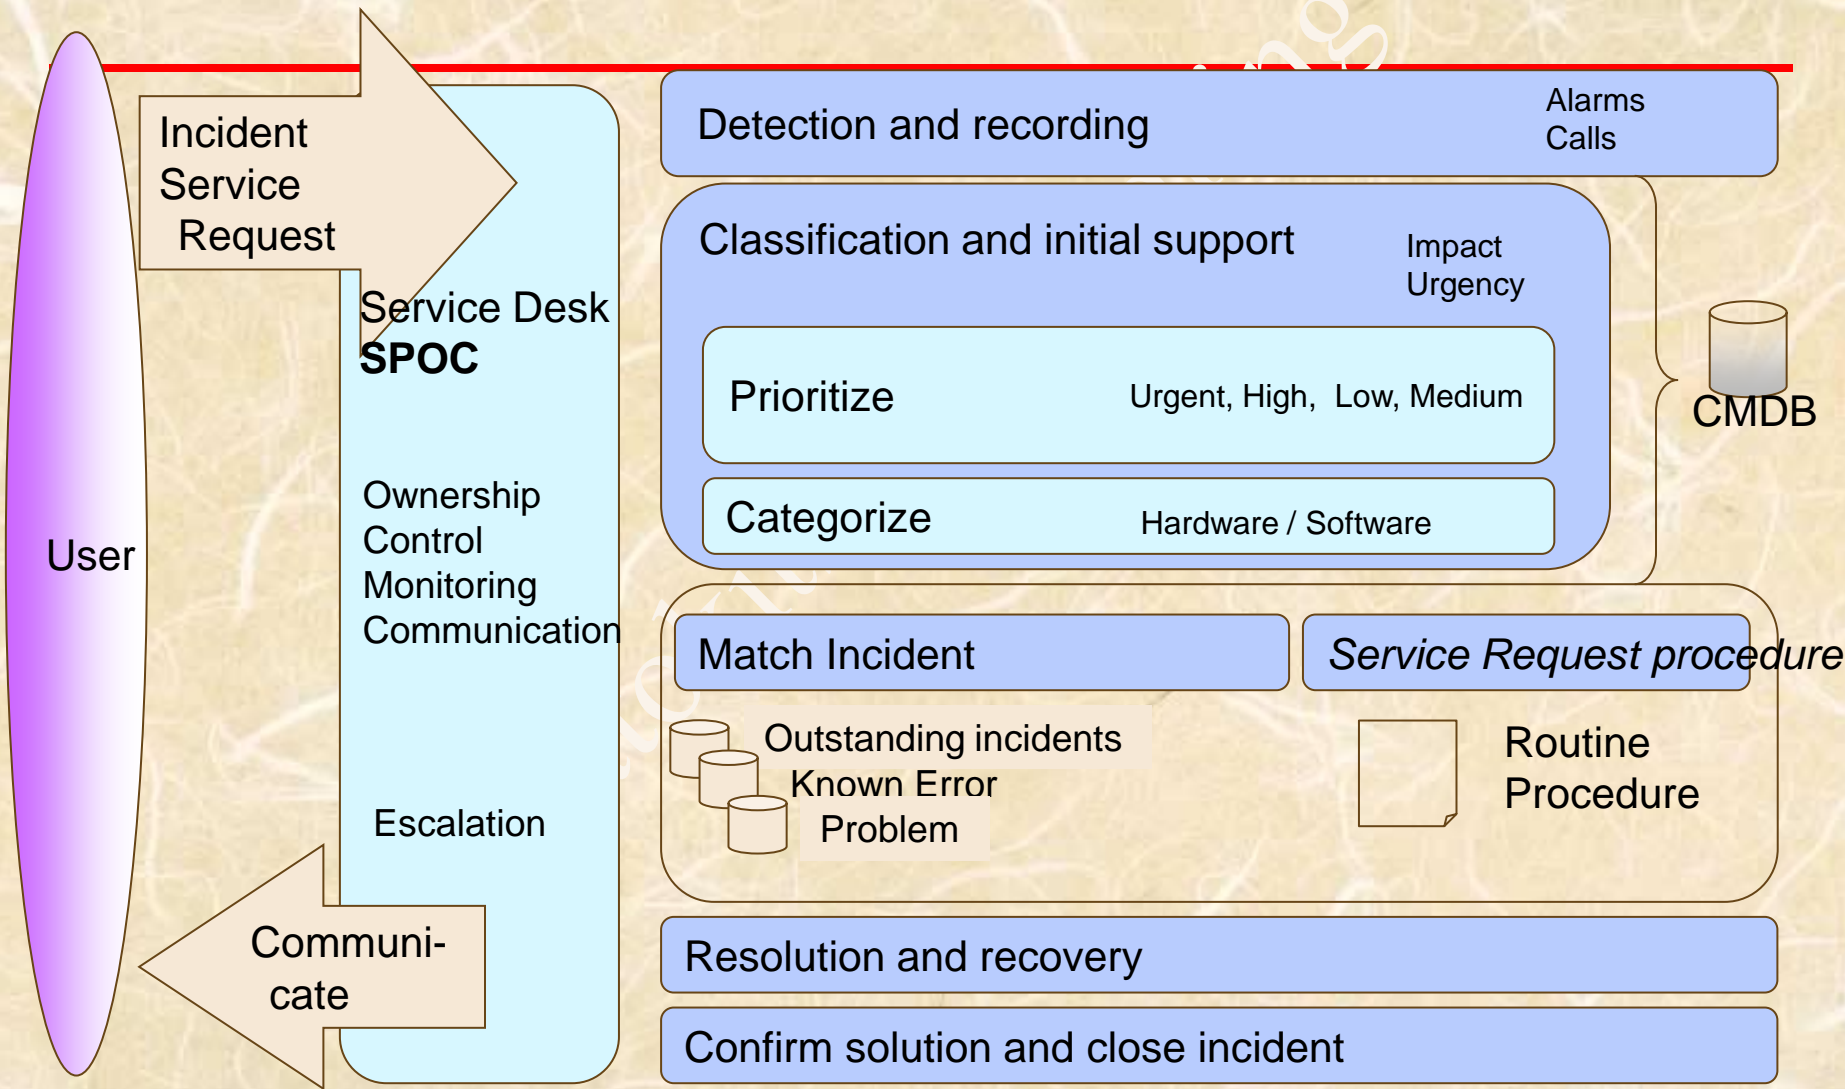 Incident
Service
Request
Service Desk
SPOC
Ownership
Control
Monitoring
Communication
Escalation
User
Communi-
cate
Detection and recording
Alarms
Calls
Classification and initial support
Impact
Urgency
Prioritize
Urgent, High, Low, Medium
Categorize
Hardware / Software
CMDB
Match Incident
Service Request procedure
Outstanding incidents
Known Error
Problem
Routine
Procedure
Resolution and recovery
Confirm solution and close incident